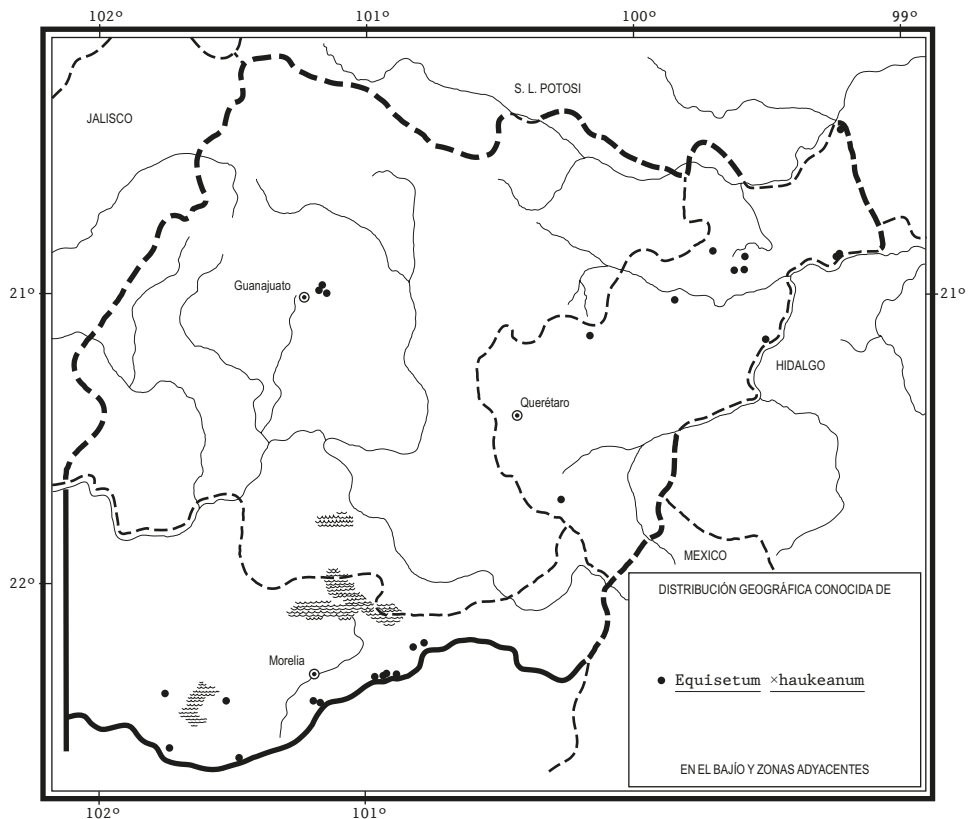 102º
101º
100º
99º
S. L. POTOSI
JALISCO
Guanajuato
21º
21º
HIDALGO
Querétaro
MEXICO
22º
DISTRIBUCIÓN GEOGRÁFICA CONOCIDA DE
Morelia
Equisetum ×haukeanum
EN EL BAJÍO Y ZONAS ADYACENTES
102º
101º